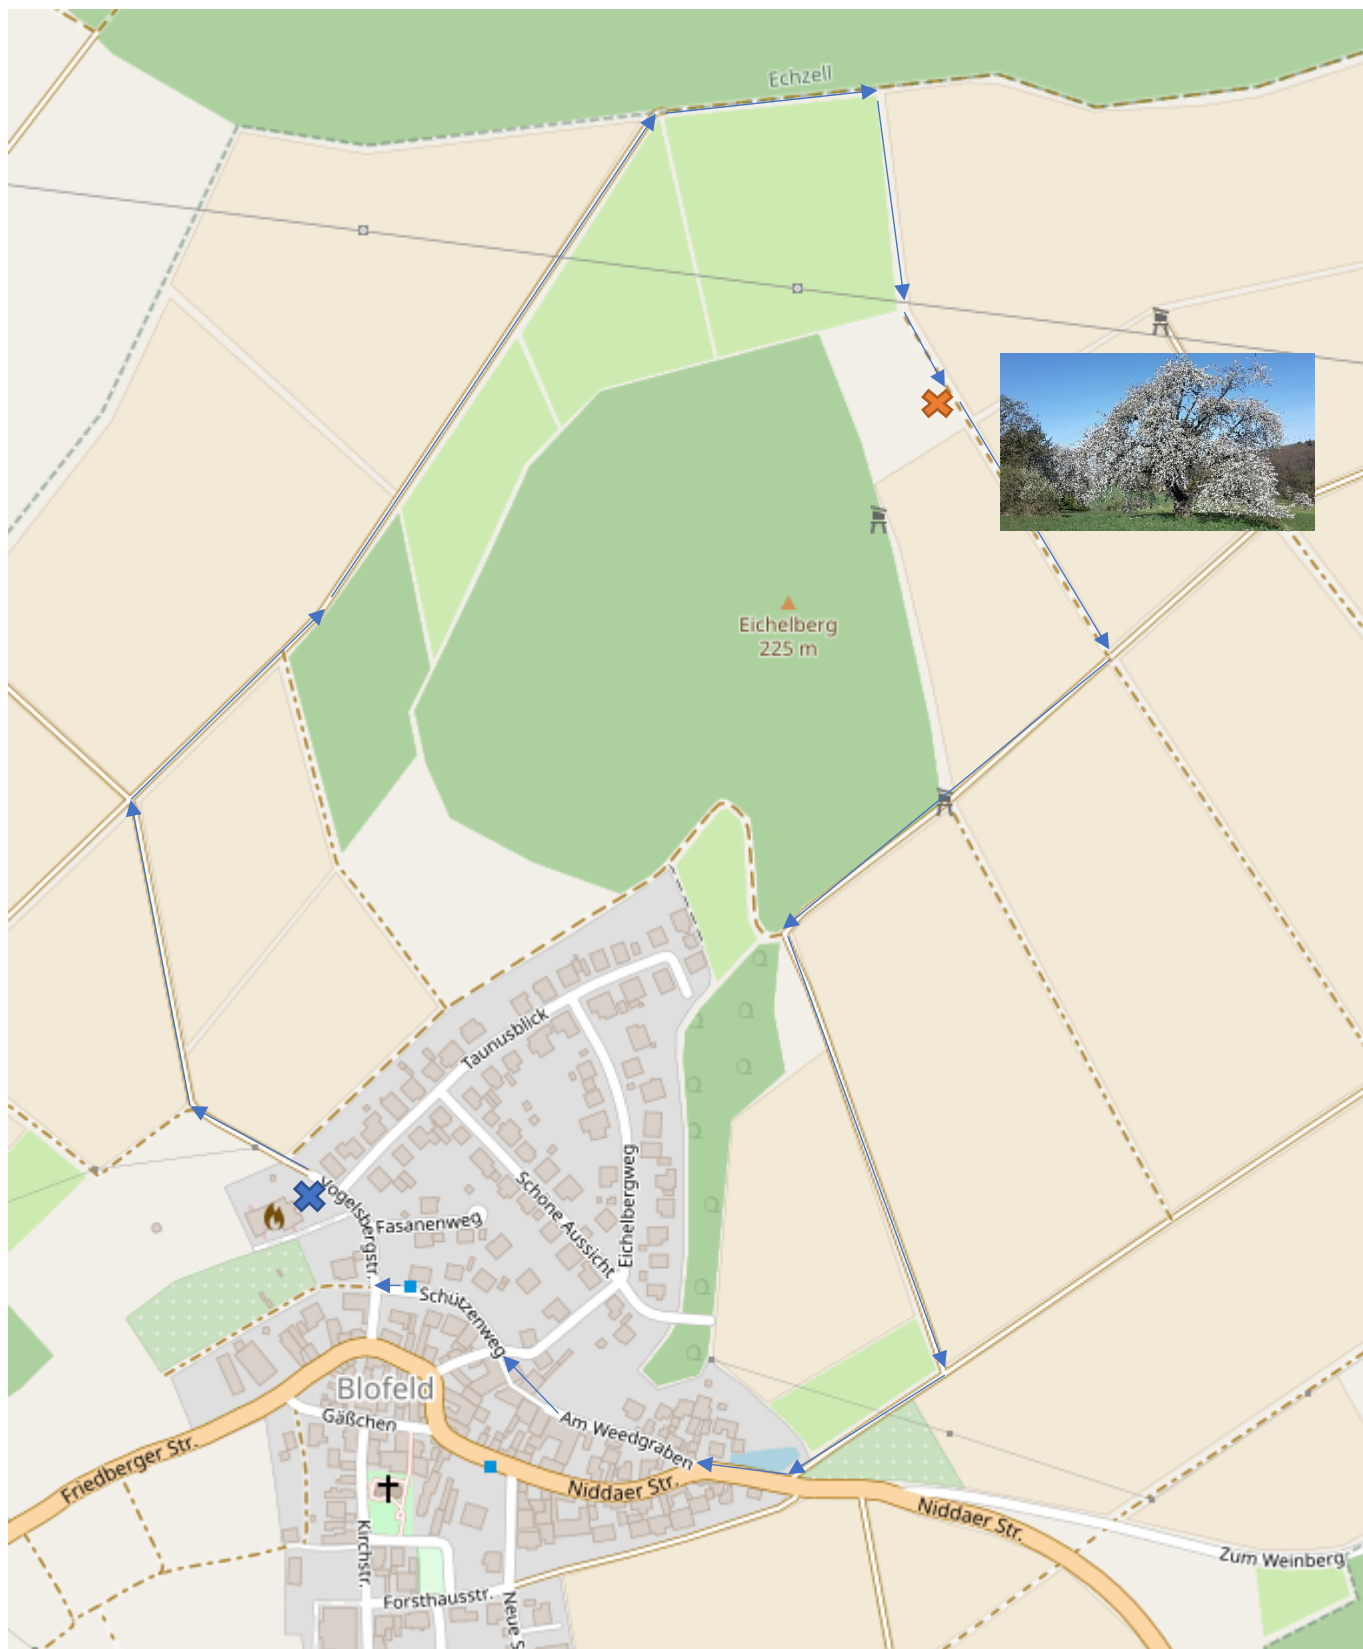 Echzell
Eichelberg
225 m
Taunusblick
Schöne Aussicht
Eichelbergweg
Vogelsbergstr.
Fasanenweg
Schützenweg
Blofeld
Gäßchen
Am Weedgraben
Friedberger Str.
Niddaer Str.
Niddaer Str.
Kirchstr.
Zum Weinberg
Forsthausstr.
Neue S